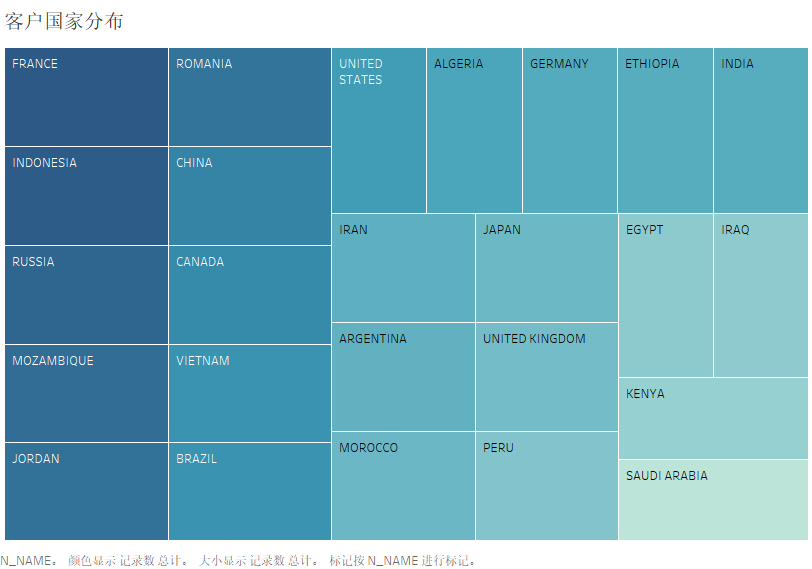 客户国家分布
FRANCE
ROMANIA
UNITED
STATES
ALGERIA
GERMANY
ETHIOPIA
INDIA
INDONESIA
CHINA
RUSSIA
CANADA
IRAN
JAPAN
EGYPT
IRAQ
MOZAMBIQUE
VIETNAM
ARGENTINA
UNITED KINGDOM
KENYA
JORDAN
BRAZIL
MOROCCO
PERU
SAUDI ARABIA
N_NAME。 颜色显示 记录数 总计。 大小显示 记录数 总计。 标记按 N_NAME 进行标记。